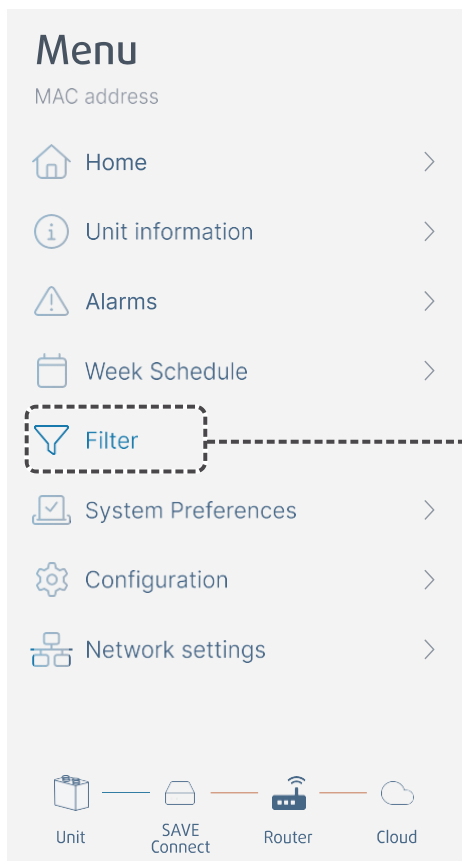 Menu
MAC address
Home
Unit information
Alarms
Week Schedule
Filter
System Preferences
Configuration
Network settings
Unit
SAVE
Connect
Router
Cloud